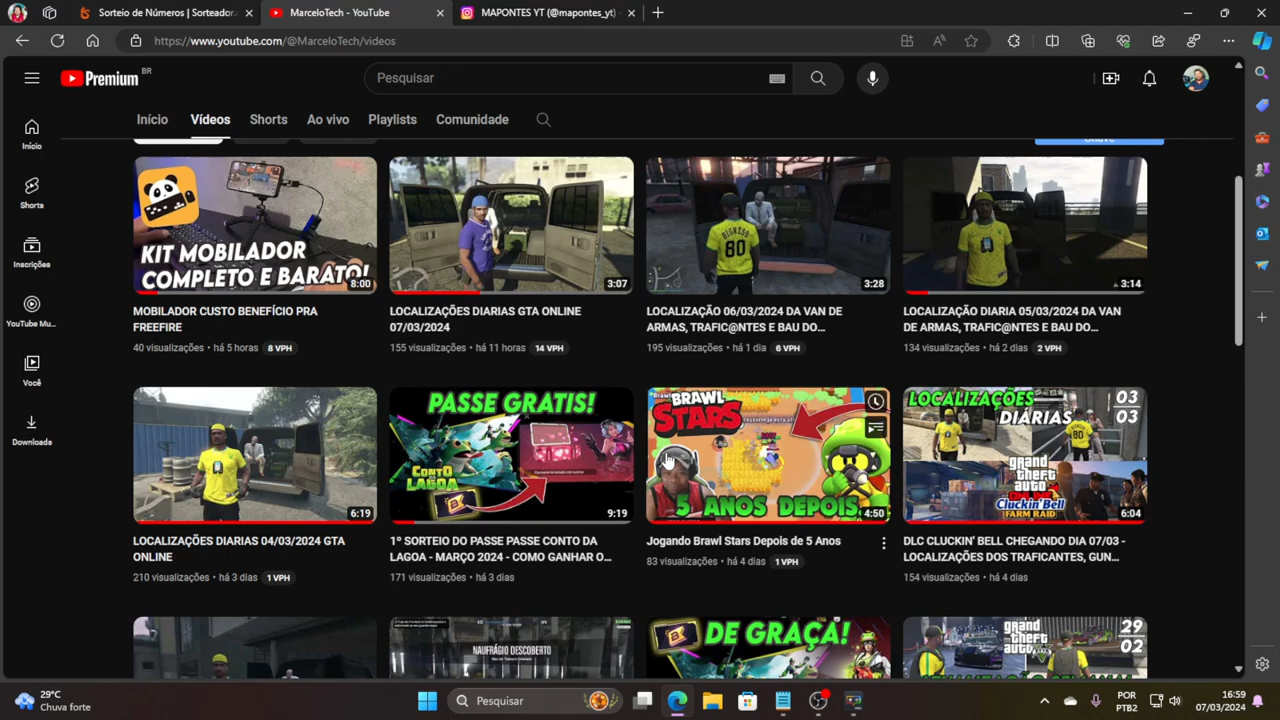 Sorteio de Números | Sorteador.
MarceloTech - YouTube
MAPONTES YT (@mapontes_yt)
https://www.youtube.com/@MarceloTech/videos
Premium BR
Pesquisar
Início Vídeos Shorts Ao vivo Playlists Comunidade
Início
Shorts
Inscrições
YouTube Mu...
Você
Downloads
KIT MOBILADOR
COMPLETO E BARATO!
8:00
MOBILADOR CUSTO BENEFÍCIO PRA
FREEFIRE
40 visualizações • há 5 horas 8 VPH
3:07
LOCALIZAÇÕES DIARIAS GTA ONLINE
07/03/2024
155 visualizações • há 11 horas 14 VPH
BIGNESS
80
3:28
LOCALIZAÇÃO 06/03/2024 DA VAN DE
ARMAS, TRAFIC@NTES E BAU DO...
195 visualizações • há 1 dia 6 VPH
3:14
LOCALIZAÇÃO DIARIA 05/03/2024 DA VAN
DE ARMAS, TRAFIC@NTES E BAU DO...
134 visualizações • há 2 dias 2 VPH
6:19
LOCALIZAÇÕES DIARIAS 04/03/2024 GTA
ONLINE
210 visualizações • há 3 dias 1 VPH
PASSE GRATIS!
CONTO
LAGOA
9:19
1º SORTEIO DO PASSE PASSE CONTO DA
LAGOA - MARÇO 2024 - COMO GANHAR O...
171 visualizações • há 3 dias
BRAWL
STARS
5 ANOS DEPOIS
4:50
Jogando Brawl Stars Depois de 5 Anos
83 visualizações • há 4 dias 1 VPH
LOCALIZAÇÕES
DIÁRIAS
03
03
80
grand
theft
auto
ONLINE
Cluckin' Bell
FARM RAID
6:04
DLC CLUCKIN' BELL CHEGANDO DIA 07/03 -
LOCALIZAÇÕES DOS TRAFICANTES, GUN...
154 visualizações • há 4 dias
NAUFRÁGIO DESCOBERTO
DE GRAÇA!
grand
theft
29
02
29°C
Chuva forte
Pesquisar
POR
PTB2
16:59
07/03/2024